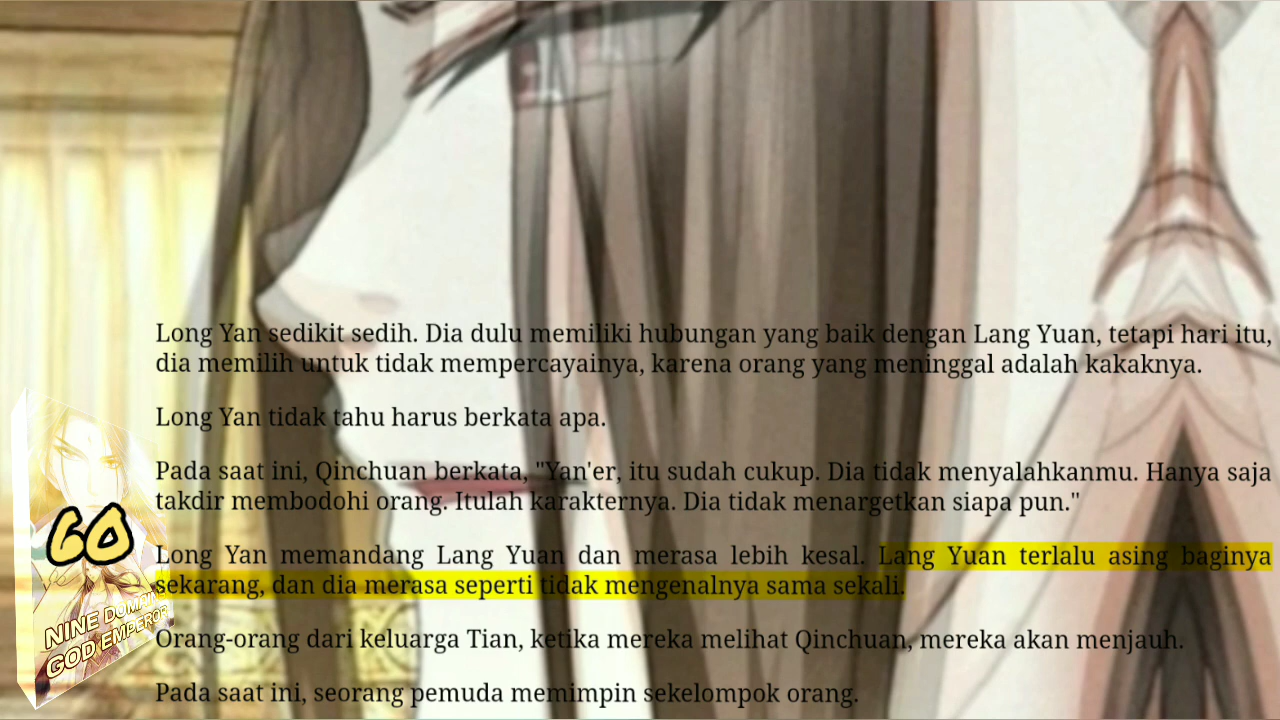 Long Yan sedikit sedih. Dia dulu memiliki hubungan yang baik dengan Lang Yuan, tetapi hari itu,
dia memilih untuk tidak mempercayainya, karena orang yang meninggal adalah kakaknya.
Long Yan tidak tahu harus berkata apa.
Pada saat ini, Qinchuan berkata, "Yan'er, itu sudah cukup. Dia tidak menyalahkanmu. Hanya saja
takdir membodohi orang. Itulah karakternya. Dia tidak menargetkan siapa pun."
Long Yan memandang Lang Yuan dan merasa lebih kesal. Lang Yuan terlalu asing baginya
sekarang, dan dia merasa seperti tidak mengenalnya sama sekali.
Orang-orang dari keluarga Tian, ketika mereka melihat Qinchuan, mereka akan menjauh.
Pada saat ini, seorang pemuda memimpin sekelompok orang.
60
NINE DOMAIN
GOD EMPEROR